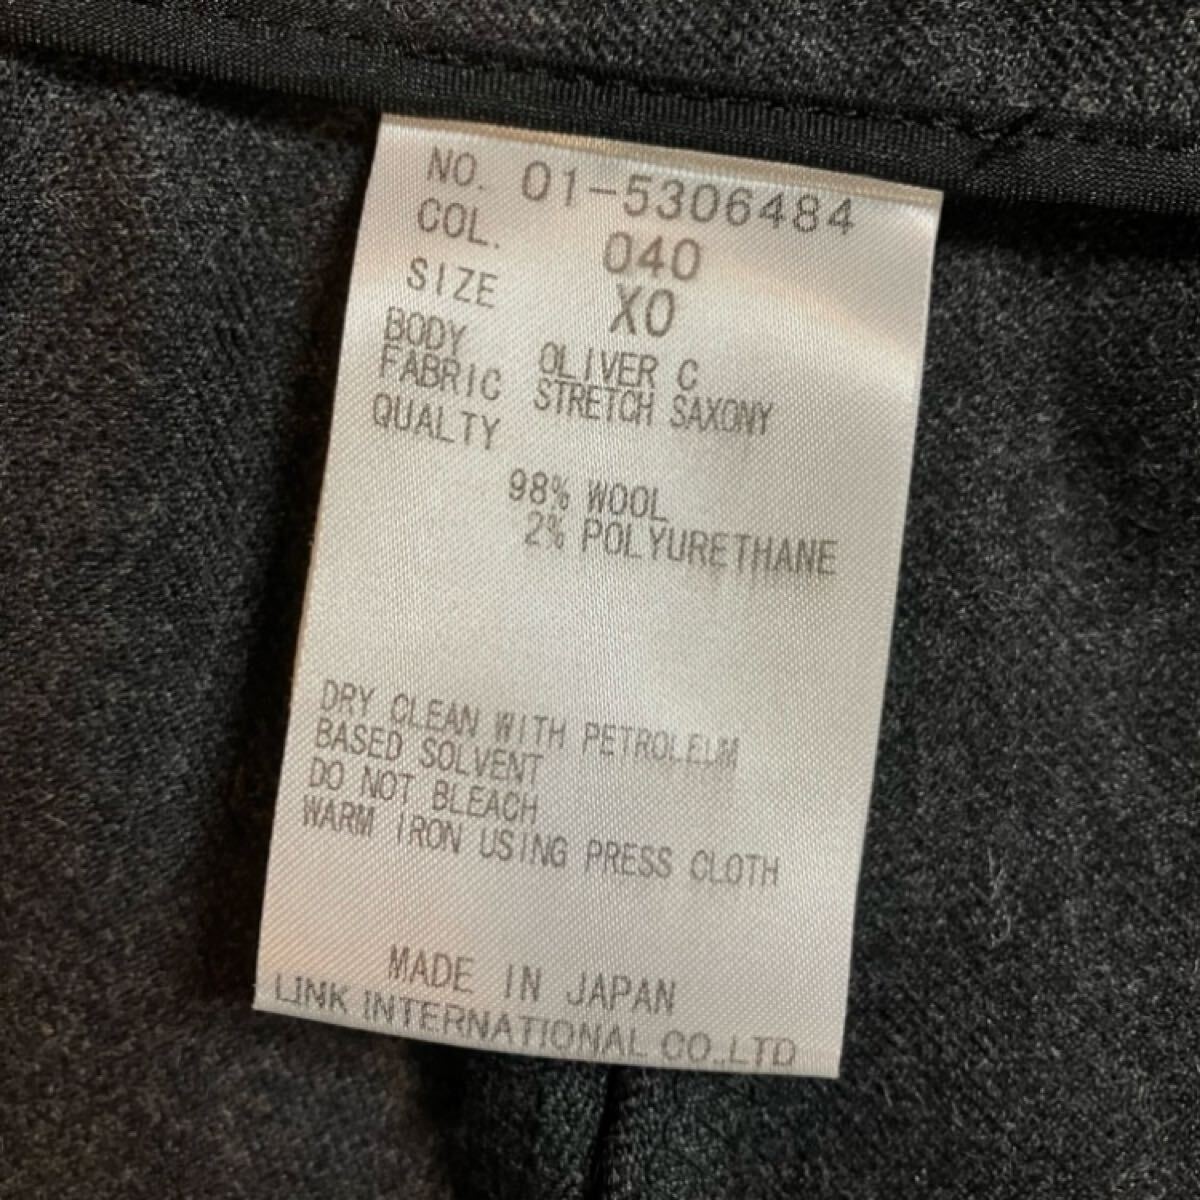 NO. 01-5306484
COL. 040
SIZE XO
BODY OLIVER C
FABRIC STRETCH SAXONY
QUALTY
98% WOOL
2% POLYURETHANE
DRY CLEAN WITH PETROLEUM
BASED SOLVENT
DO NOT BLEACH
WARM IRON USING PRESS CLOTH
MADE IN JAPAN
LINK INTERNATIONAL CO.,LTD